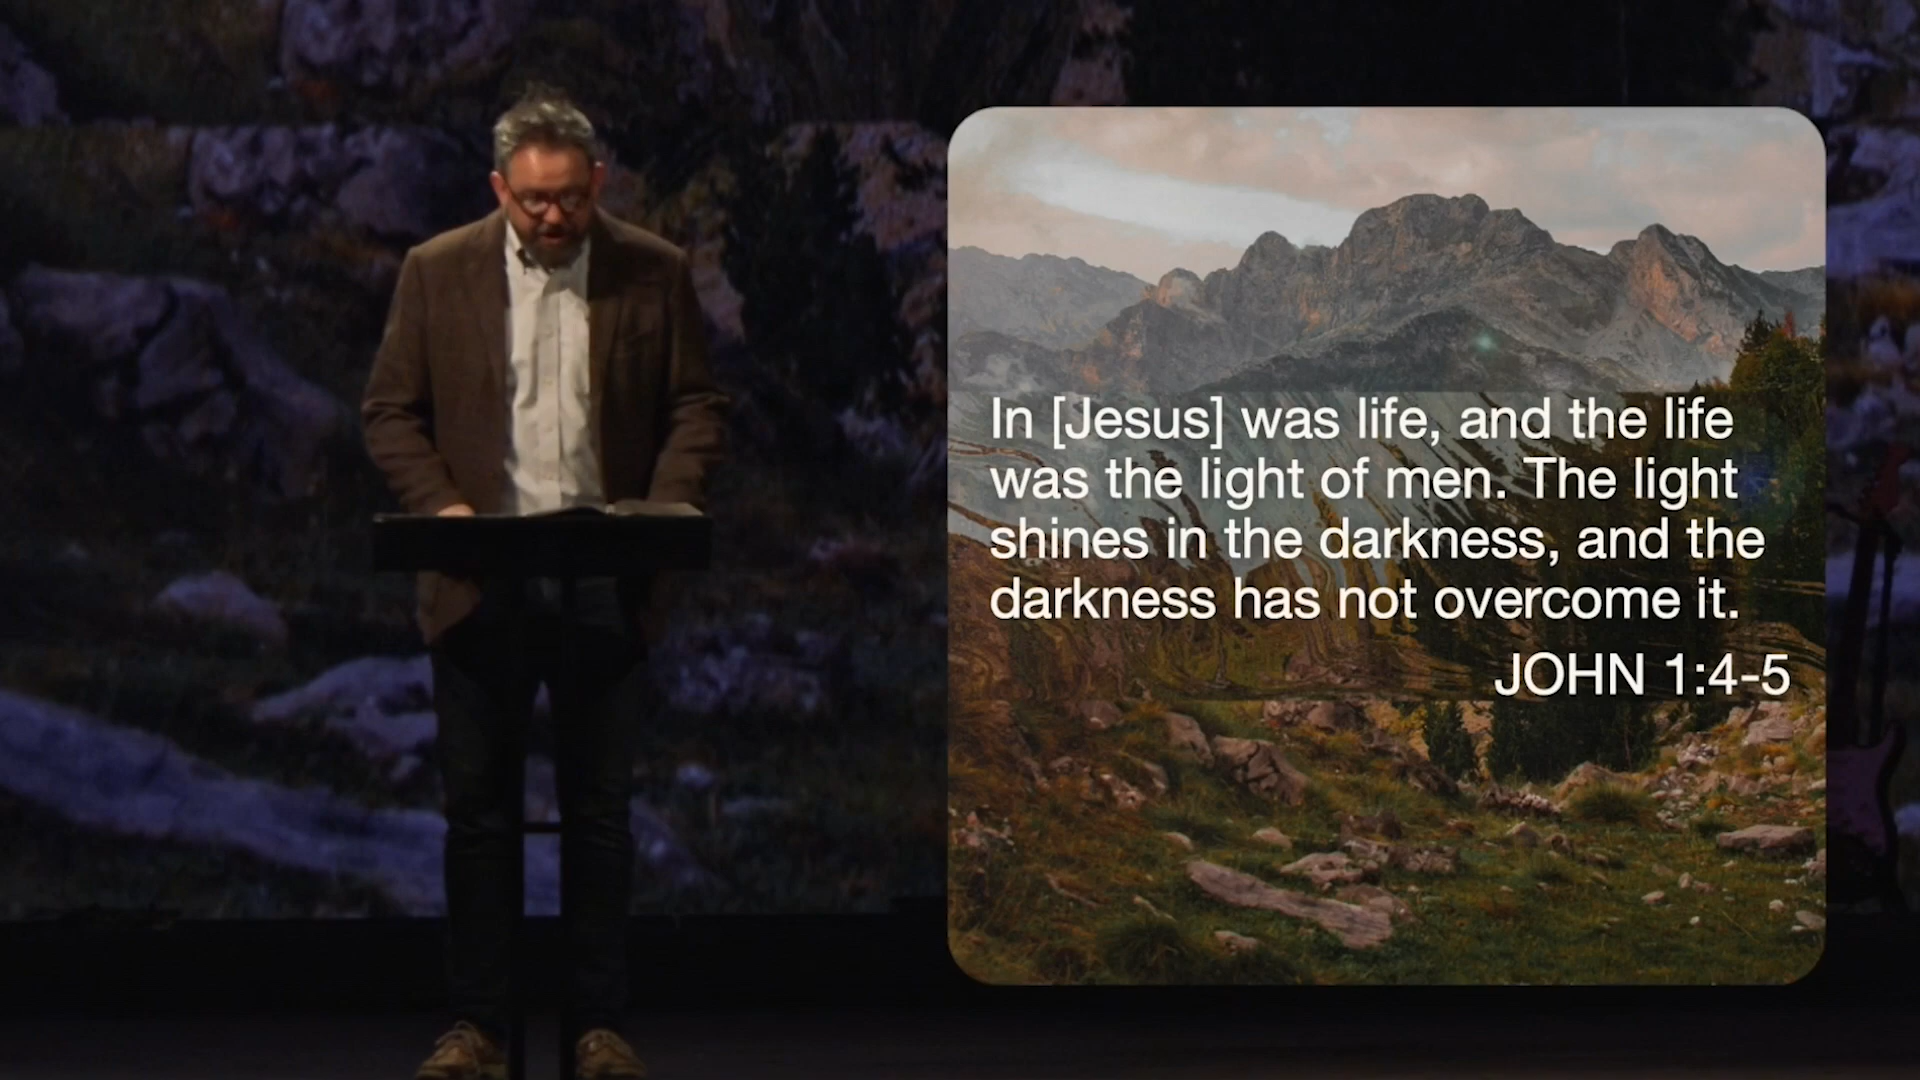 In [Jesus] was life, and the life
was the light of men. The light
shines in the darkness, and the
darkness has not overcome it.
JOHN 1:4-5